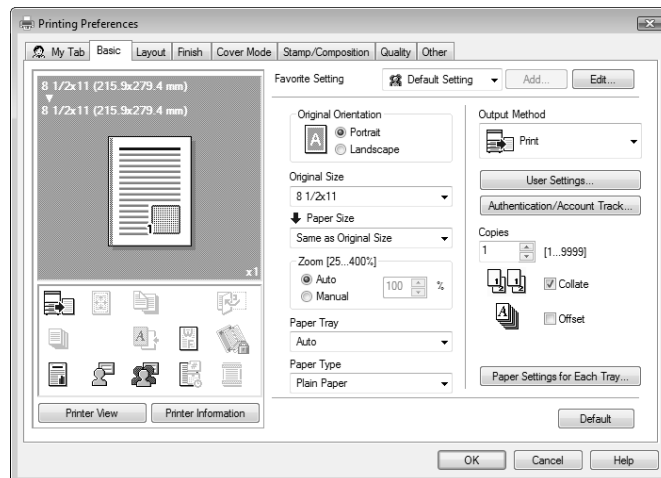 Printing Preferences
My Tab Basic Layout Finish Cover Mode Stamp/Composition Quality Other
8 1/2x11 (215.9x279.4 mm)
8 1/2x11 (215.9x279.4 mm)
1
x1
Printer View Printer Information
Favorite Setting Default Setting Add... Edit...
Original Orientation
A
Portrait
Landscape
Original Size
8 1/2x11
Paper Size
Same as Original Size
Zoom [25...400%]
Auto
Manual
100 %
Paper Tray
Auto
Paper Type
Plain Paper
Output Method
Print
User Settings...
Authentication/Account Track...
Copies
1 [1...9999]
Collate
Offset
Paper Settings for Each Tray...
Default
OK Cancel Help